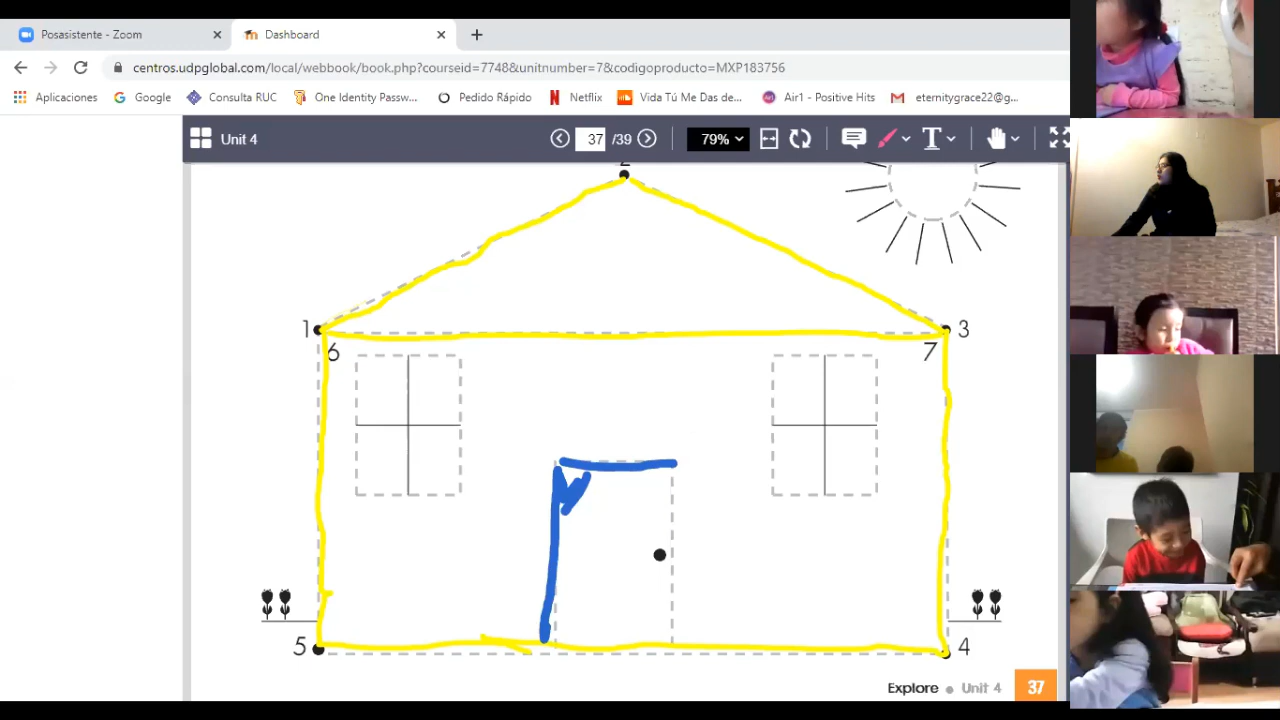 Posasistente - Zoom
Dashboard
centros.udpglobal.com/local/webbook/book.php?courseid=7748&unitnumber=7&codigoproducto=MXP183756
Aplicaciones Google Consulta RUC One Identity Passw... Pedido Rápido Netflix Vida Tú Me Das de... Air1 - Positive Hits eternitygrace22@g...
Unit 4 37 /39 79% T
2
1 3
6 7
5 4
Explore Unit 4 37